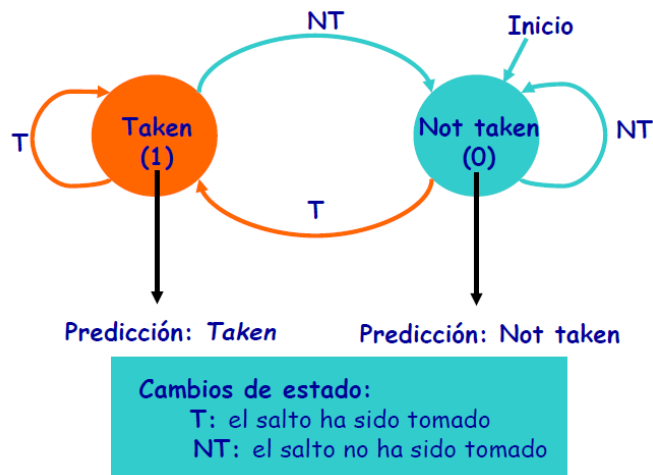 NT
Inicio
Taken
(1)
Not taken
(0)
T
NT
T
Predicción: Taken
Predicción: Not taken
Cambios de estado:
T: el salto ha sido tomado
NT: el salto no ha sido tomado